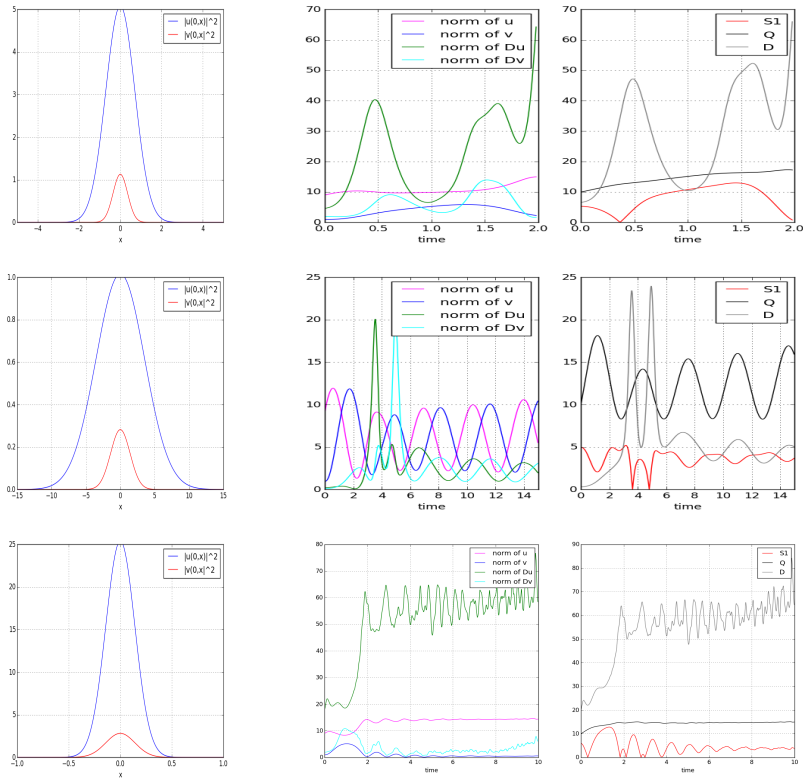 5
4
3
2
1
0
−4 −2 0 2 4
x
|u(0,x)||^2
|v(0,x|^2
70
60
50
40
30
20
10
0
0.0 0.5 1.0 1.5 2.0
time
norm of u
norm of v
norm of Du
norm of Dv
70
60
50
40
30
20
10
0
0.0 0.5 1.0 1.5 2.0
time
S1
Q
D
1.0
0.8
0.6
0.4
0.2
0.0
−15 −10 −5 0 5 10 15
x
|u(0,x)||^2
|v(0,x|^2
25
20
15
10
5
0
0 2 4 6 8 10 12 14
time
norm of u
norm of v
norm of Du
norm of Dv
25
20
15
10
5
0
0 2 4 6 8 10 12 14
time
S1
Q
D
25
20
15
10
5
0
−1.0 −0.5 0.0 0.5 1.0
x
|u(0,x)||^2
|v(0,x|^2
80
70
60
50
40
30
20
10
0
0 2 4 6 8 10
time
norm of u
norm of v
norm of Du
norm of Dv
90
80
70
60
50
40
30
20
10
0
0 2 4 6 8 10
time
S1
Q
D